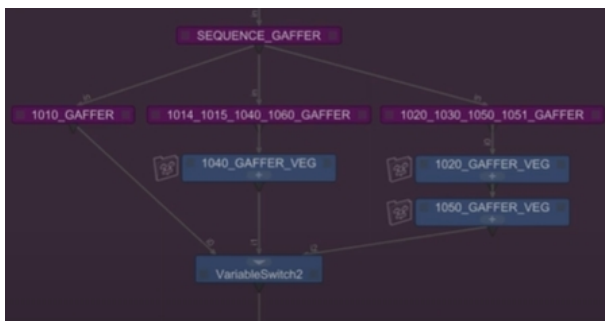 SEQUENCE_GAFFER
1010_GAFFER
1014_1015_1040_1060_GAFFER
1020_1030_1050_1051_GAFFER
1040_GAFFER_VEG
1020_GAFFER_VEG
1050_GAFFER_VEG
VariableSwitch2